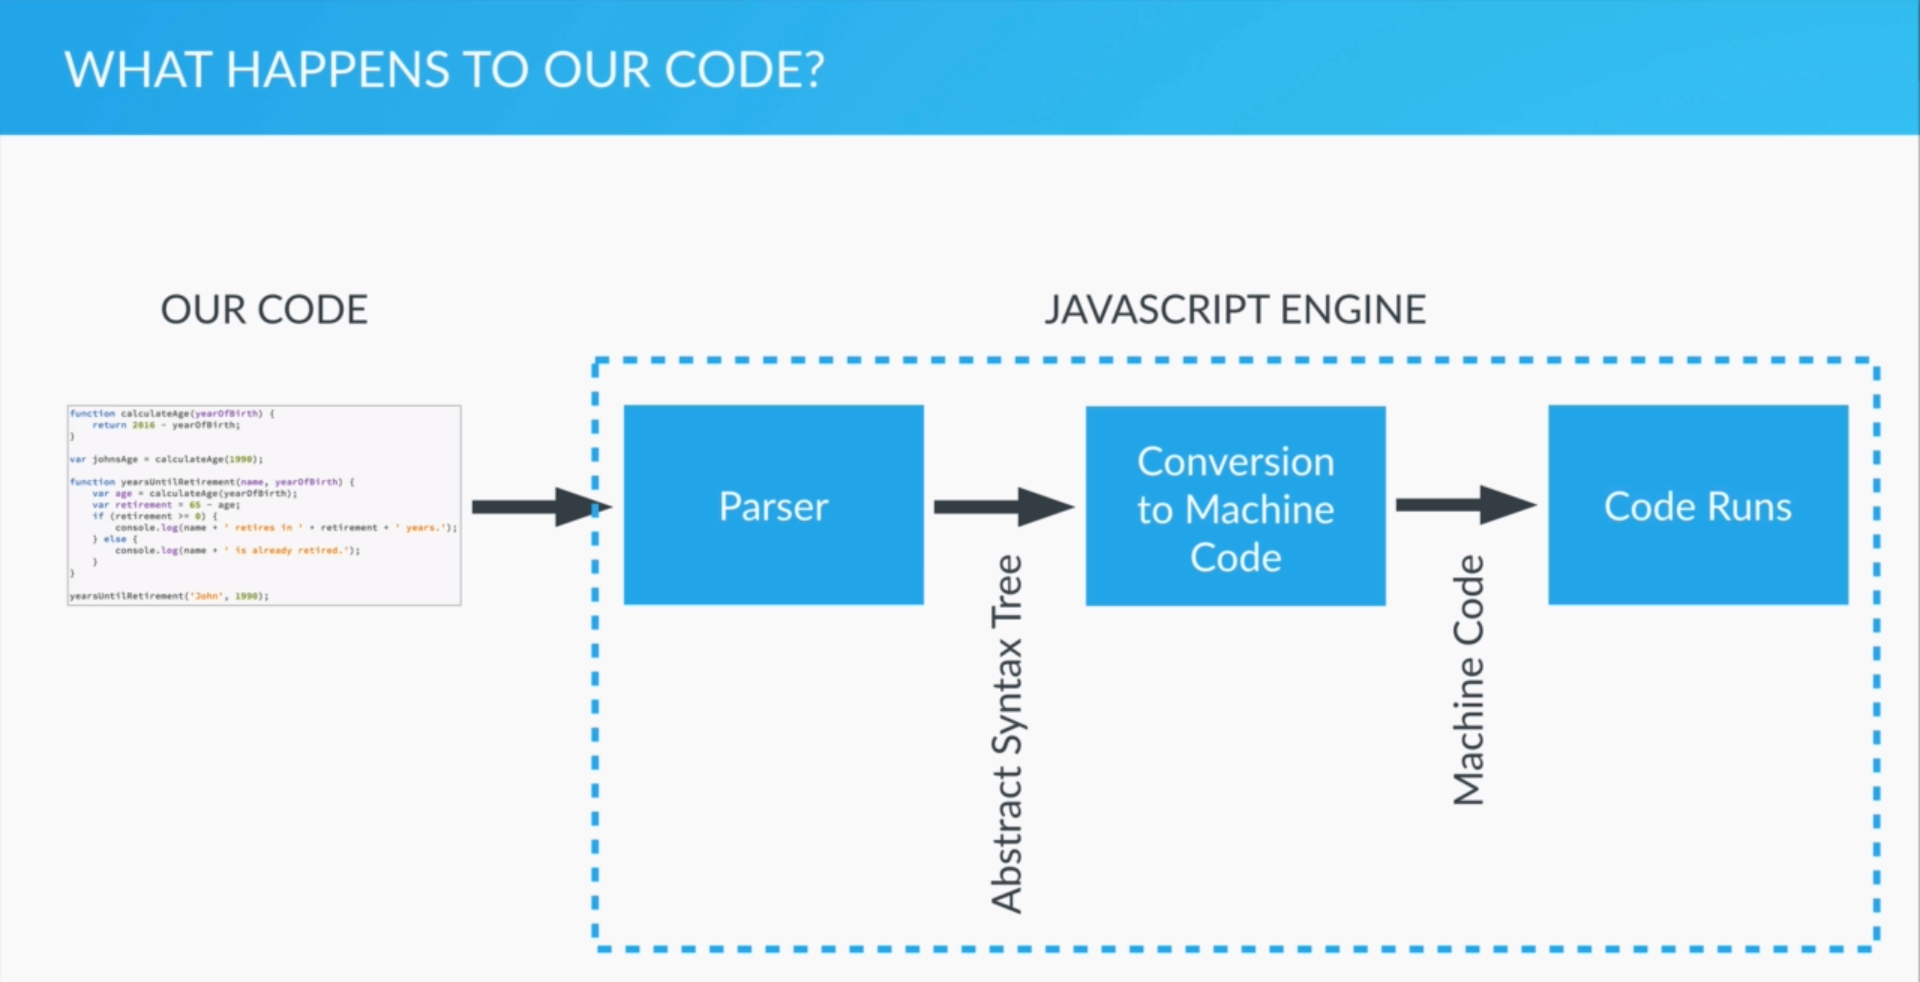 WHAT HAPPENS TO OUR CODE?
OUR CODE
function calculateAge(yearOfBirth) {
    return 2016 - yearOfBirth;
}
var johnsAge = calculateAge(1990);
function yearsUntilRetirement(name, yearOfBirth) {
    var age = calculateAge(yearOfBirth);
    var retirement = 65 - age;
    if (retirement >= 0) {
        console.log(name + ' retires in ' + retirement + ' years.');
    } else {
        console.log(name + ' is already retired.');
    }
}
yearsUntilRetirement('John', 1990);
JAVASCRIPT ENGINE
Parser
Abstract Syntax Tree
Conversion
to Machine
Code
Machine Code
Code Runs